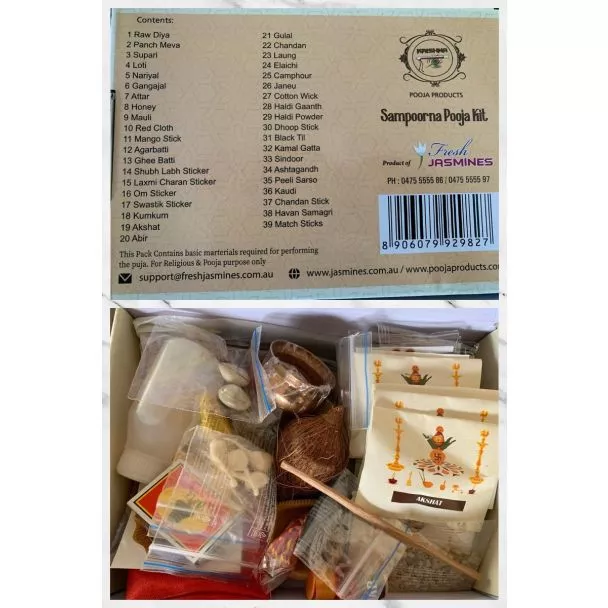 Contents:
1 Raw Diya
2 Panch Meva
3 Supari
4 Loti
5 Nariyal
6 Gangajal
7 Attar
8 Honey
9 Mauli
10 Red Cloth
11 Mango Stick
12 Agarbatti
13 Ghee Batti
14 Shubh Labh Sticker
15 Laxmi Charan Sticker
16 Om Sticker
17 Swastik Sticker
18 Kumkum
19 Akshat
20 Abir
21 Gulal
22 Chandan
23 Laung
24 Elaichi
25 Camphour
26 Janeu
27 Cotton Wick
28 Haldi Gaanth
29 Haldi Powder
30 Dhoop Stick
31 Black Til
32 Kamal Gatta
33 Sindoor
34 Ashtagandh
35 Peeli Sarso
36 Kaudi
37 Chandan Stick
38 Havan Samagri
39 Match Sticks
This Pack Contains basic marterials required for performing
the puja. For Religious & Pooja purpose only
support@freshjasmines.com.au
www.jasmines.com.au / www.poojaproducts.com
KRISHNA
POOJA PRODUCTS
Sampoorna Pooja Kit
Product of Fresh
JASMINES
PH : 0475 5555 86 / 0475 5555 97
8 906079 929827
AKSHAT